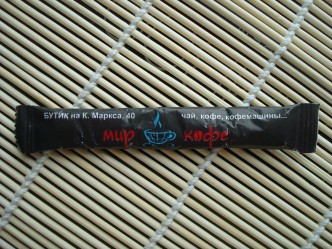 БУТИК на К. Маркса, 40 чай, кофе, кофемашины...
мир кофе